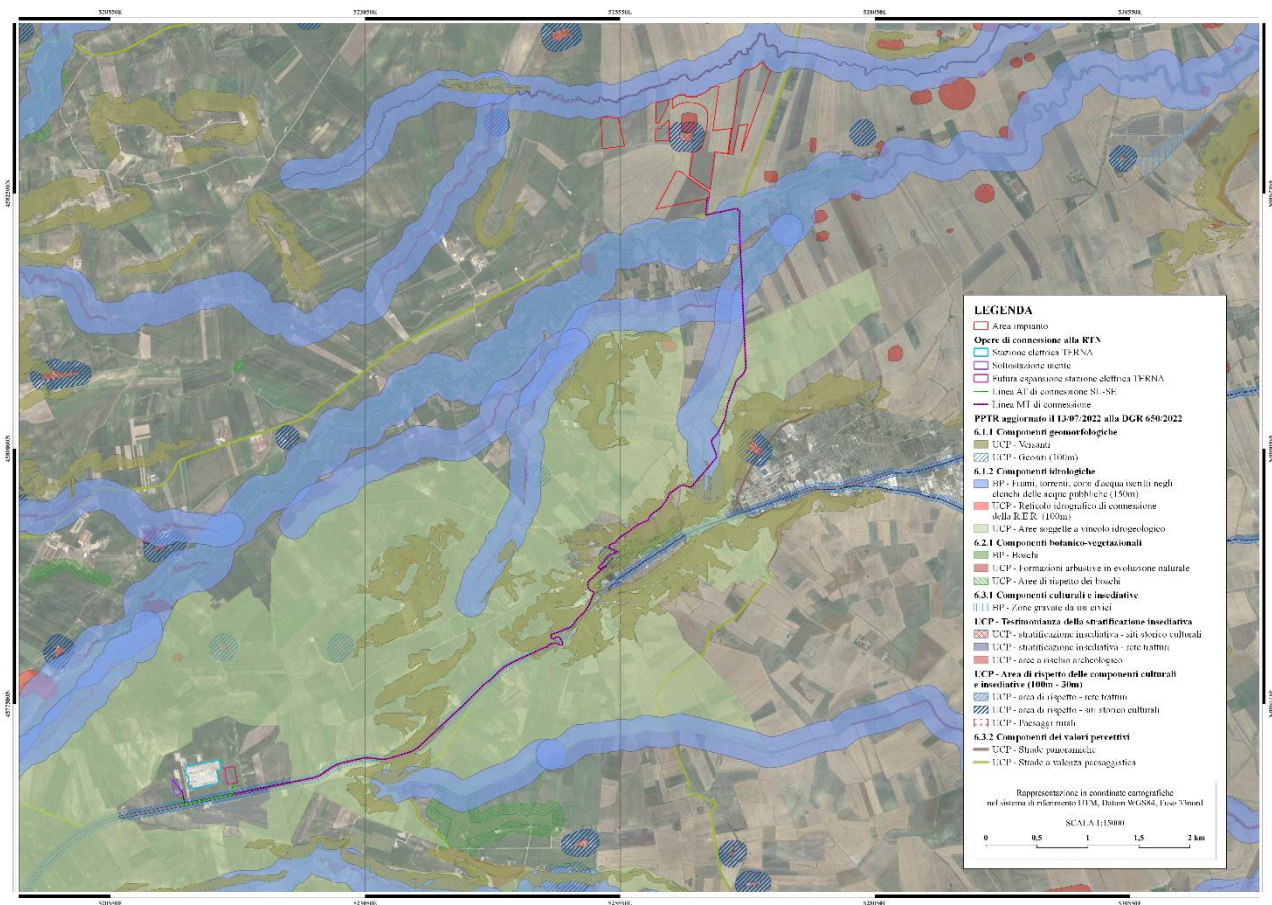 LEGENDA
Area impianto
Opere di connessione alla RTN
Stazione elettrica TERNA
Sottostazione utente
Futura espansione stazione elettrica TERNA
Linea AT di connessione SU-SE
Linea MT di connessione
PPTR aggiornato il 13/07/2022 alla DGR 650/2022
6.1.1 Componenti geomorfologiche
UCP - Versanti
UCP - Geositi (100m)
6.1.2 Componenti idrologiche
BP - Fiumi, torrenti, corsi d'acqua iscritti negli
elenchi delle acque pubbliche (150m)
UCP - Reticolo idrografico di connessione
della R.E.R. (100m)
UCP - Aree soggette a vincolo idrogeologico
6.2.1 Componenti botanico-vegetazionali
BP - Boschi
UCP - Formazioni arbustive in evoluzione naturale
UCP - Aree di rispetto dei boschi
6.3.1 Componenti culturali e insediative
BP - Zone gravate da usi civici
UCP - Testimonianza della stratificazione insediativa
UCP - stratificazione insediativa - siti storico culturali
UCP - stratificazione insediativa - rete tratturi
UCP - aree a rischio archeologico
UCP - Area di rispetto delle componenti culturali
e insediative (100m - 30m)
UCP - area di rispetto - rete tratturi
UCP - area di rispetto - siti storico culturali
UCP - Paesaggi rurali
6.3.2 Componenti dei valori percettivi
UCP - Strade panoramiche
UCP - Strade a valenza paesaggistica
Rappresentazione in coordinate cartografiche
nel sistema di riferimento UTM, Datum WGS84, Fuso 33nord
SCALA 1:15000
0 0,5 1 1,5 2 km